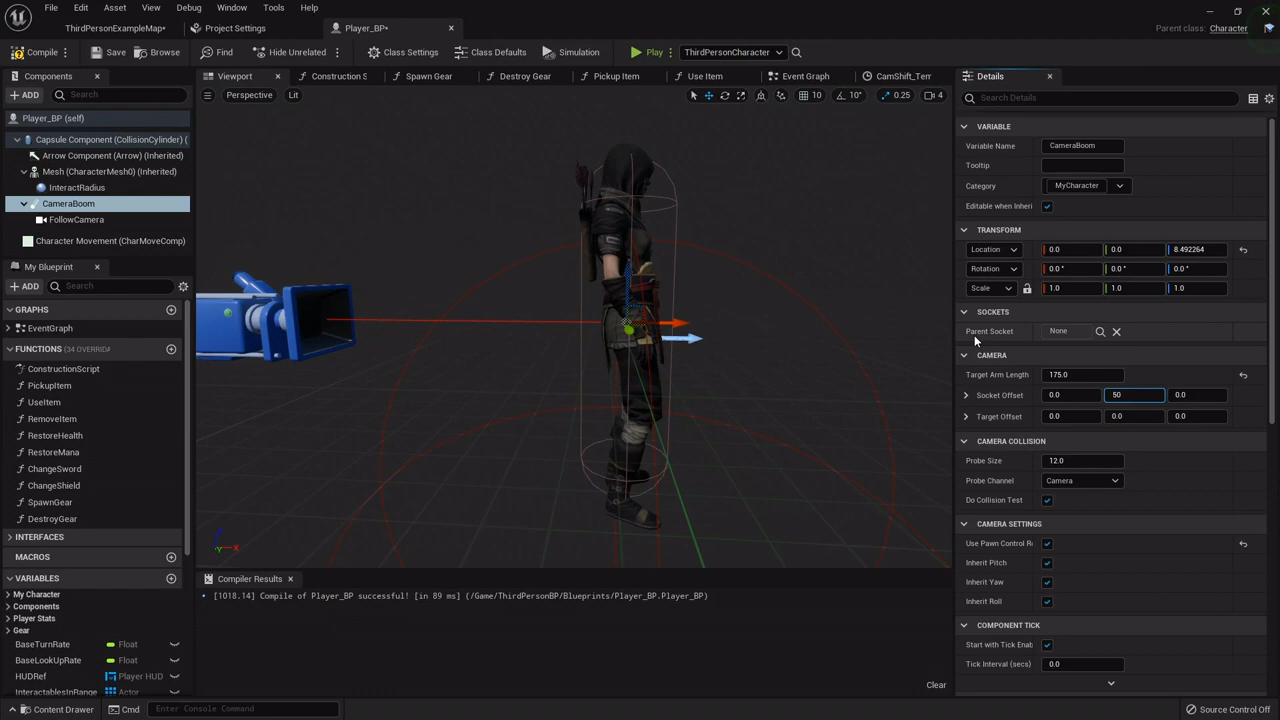 File Edit Asset View Debug Window Tools Help
ThirdPersonExampleMap*
Project Settings
Player_BP*
Parent class: Character
Compile
Save
Browse
Find
Hide Unrelated
Class Settings
Class Defaults
Simulation
Play
ThirdPersonCharacter
Components
Viewport
Construction S
Spawn Gear
Destroy Gear
Pickup Item
Use Item
Event Graph
CamShift_Tem
Details
ADD
Search
Perspective
Lit
10
10°
0.25
4
Search Details
Player_BP (self)
Capsule Component (CollisionCylinder) (
Arrow Component (Arrow) (Inherited)
Mesh (CharacterMesh0) (Inherited)
InteractRadius
CameraBoom
FollowCamera
Character Movement (CharMoveComp)
My Blueprint
ADD
Search
GRAPHS
EventGraph
FUNCTIONS (34 OVERRIDA
ConstructionScript
PickupItem
UseItem
RemoveItem
RestoreHealth
RestoreMana
ChangeSword
ChangeShield
SpawnGear
DestroyGear
INTERFACES
MACROS
VARIABLES
My Character
Components
Player Stats
Gear
BaseTurnRate Float
BaseLookUpRate Float
HUDRef Player HUD
InteractablesInRange Actor
Z
Y
X
Compiler Results
[1018.14] Compile of Player_BP successful! [in 89 ms] (/Game/ThirdPersonBP/Blueprints/Player_BP.Player_BP)
Clear
VARIABLE
Variable Name CameraBoom
Tooltip
Category MyCharacter
Editable when Inheri
TRANSFORM
Location 0.0 0.0 8.492264
Rotation 0.0 ° 0.0 ° 0.0 °
Scale 1.0 1.0 1.0
SOCKETS
Parent Socket None
CAMERA
Target Arm Length 175.0
Socket Offset 0.0 50 0.0
Target Offset 0.0 0.0 0.0
CAMERA COLLISION
Probe Size 12.0
Probe Channel Camera
Do Collision Test
CAMERA SETTINGS
Use Pawn Control Ro
Inherit Pitch
Inherit Yaw
Inherit Roll
COMPONENT TICK
Start with Tick Enab
Tick Interval (secs) 0.0
Content Drawer
Cmd
Enter Console Command
Source Control Off